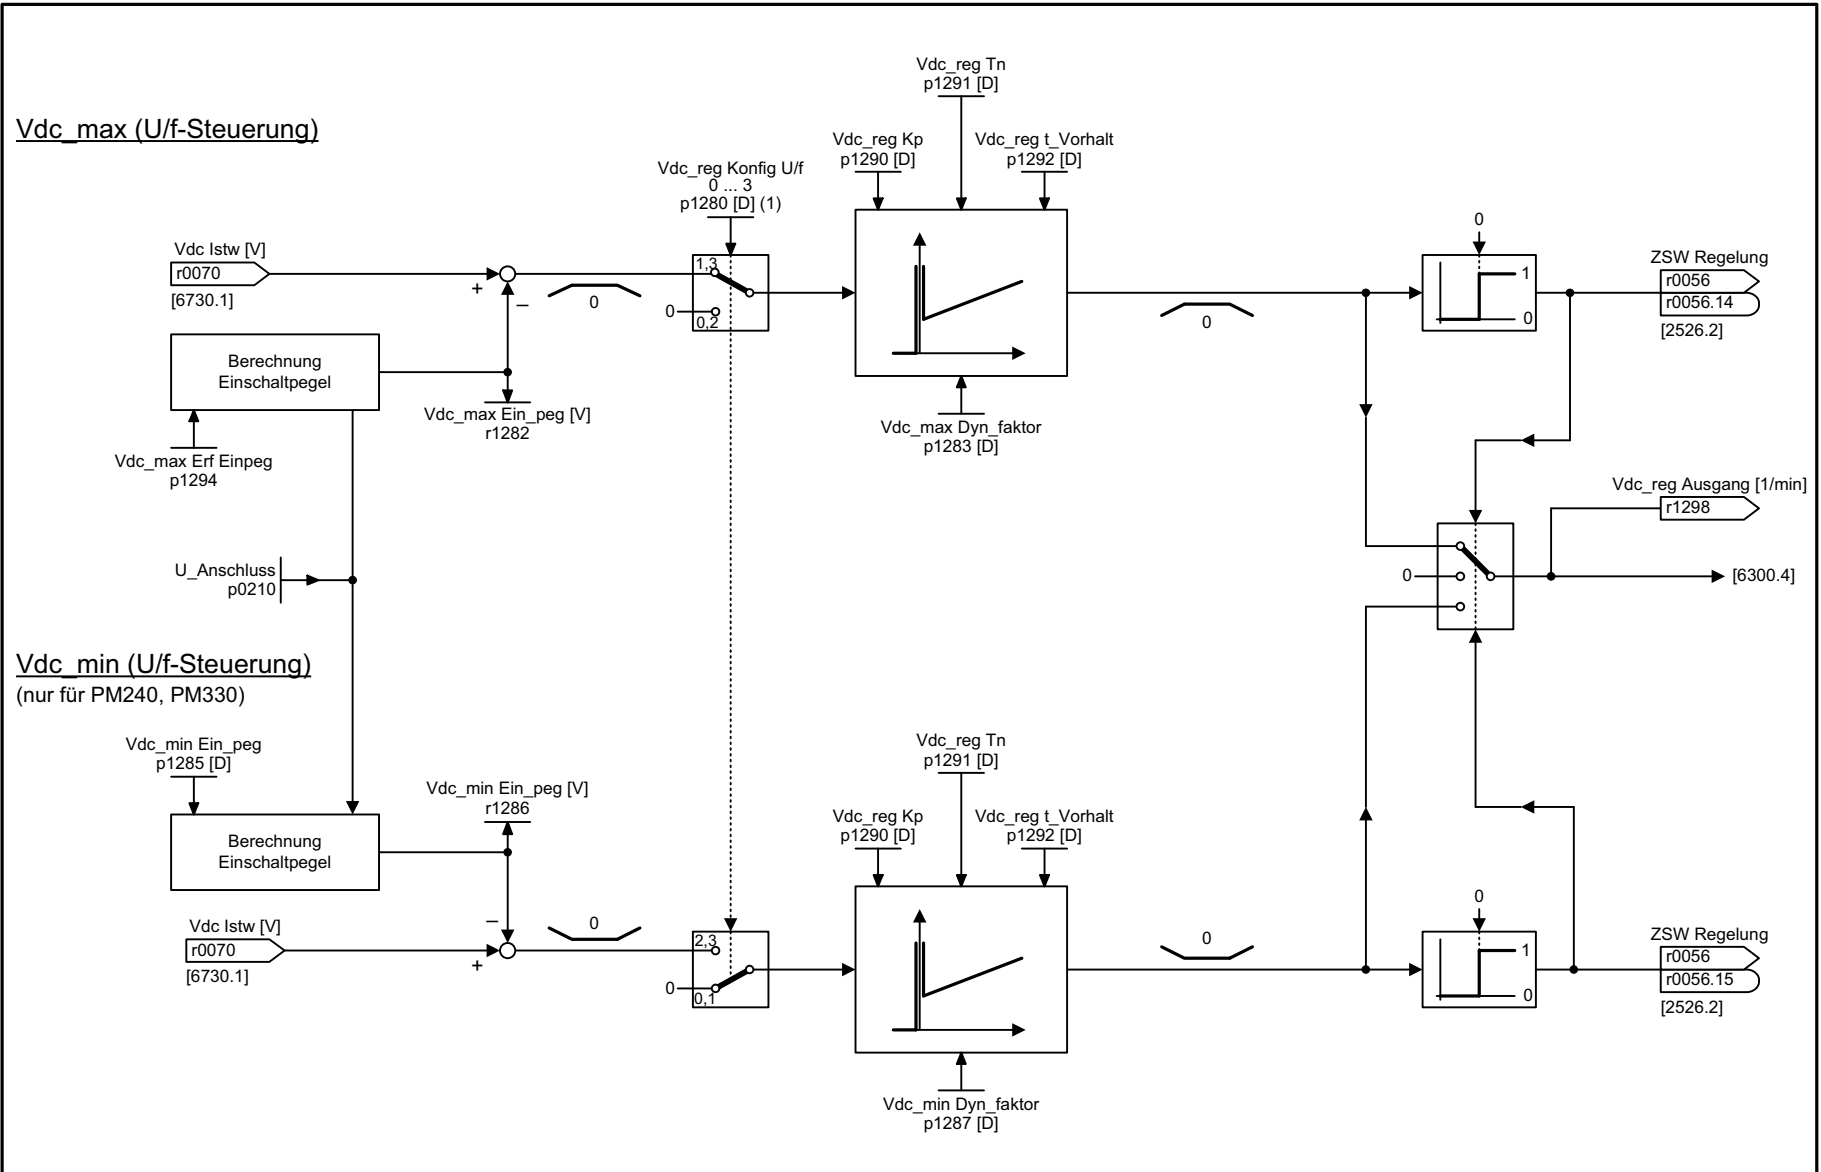 Vdc_max (U/f-Steuerung)
Vdc_reg Tn
p1291 [D]
Vdc_reg Kp
p1290 [D]
Vdc_reg t_Vorhalt
p1292 [D]
Vdc_reg Konfig U/f
0 ... 3
p1280 [D] (1)
Vdc Istw [V]
r0070
[6730.1]
+
–
0
1,3
0
0,2
0
0
1
0
ZSW Regelung
r0056
r0056.14
[2526.2]
Berechnung
Einschaltpegel
Vdc_max Ein_peg [V]
r1282
Vdc_max Erf Einpeg
p1294
Vdc_max Dyn_faktor
p1283 [D]
Vdc_reg Ausgang [1/min]
r1298
0
[6300.4]
U_Anschluss
p0210
Vdc_min (U/f-Steuerung)
(nur für PM240, PM330)
Vdc_min Ein_peg
p1285 [D]
Vdc_min Ein_peg [V]
r1286
Berechnung
Einschaltpegel
Vdc_reg Tn
p1291 [D]
Vdc_reg Kp
p1290 [D]
Vdc_reg t_Vorhalt
p1292 [D]
Vdc Istw [V]
r0070
[6730.1]
–
+
0
2,3
0
0,1
0
0
1
0
ZSW Regelung
r0056
r0056.15
[2526.2]
Vdc_min Dyn_faktor
p1287 [D]